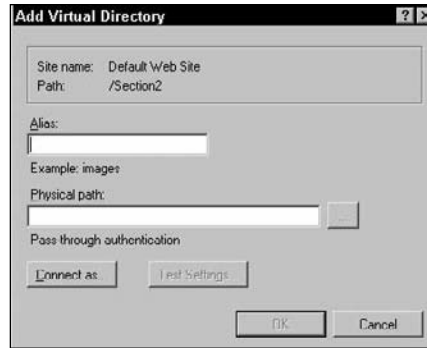 Add Virtual Directory
Site name: Default Web Site
Path: /Section2
Alias:
Example: images
Physical path:
...
Pass through authentication
Connect as...
Test Settings...
OK Cancel